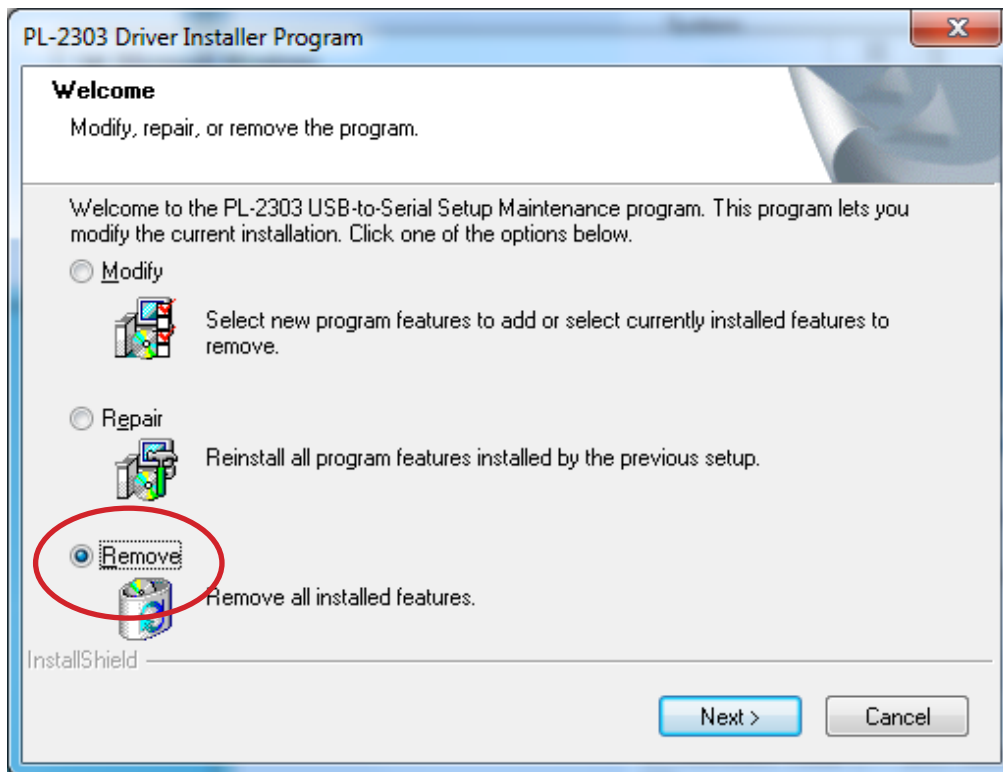 PL-2303 Driver Installer Program
Welcome
Modify, repair, or remove the program.
Welcome to the PL-2303 USB-to-Serial Setup Maintenance program. This program lets you
modify the current installation. Click one of the options below.
Modify
Select new program features to add or select currently installed features to
remove.
Repair
Reinstall all program features installed by the previous setup.
Remove
Remove all installed features.
InstallShield
Next >
Cancel